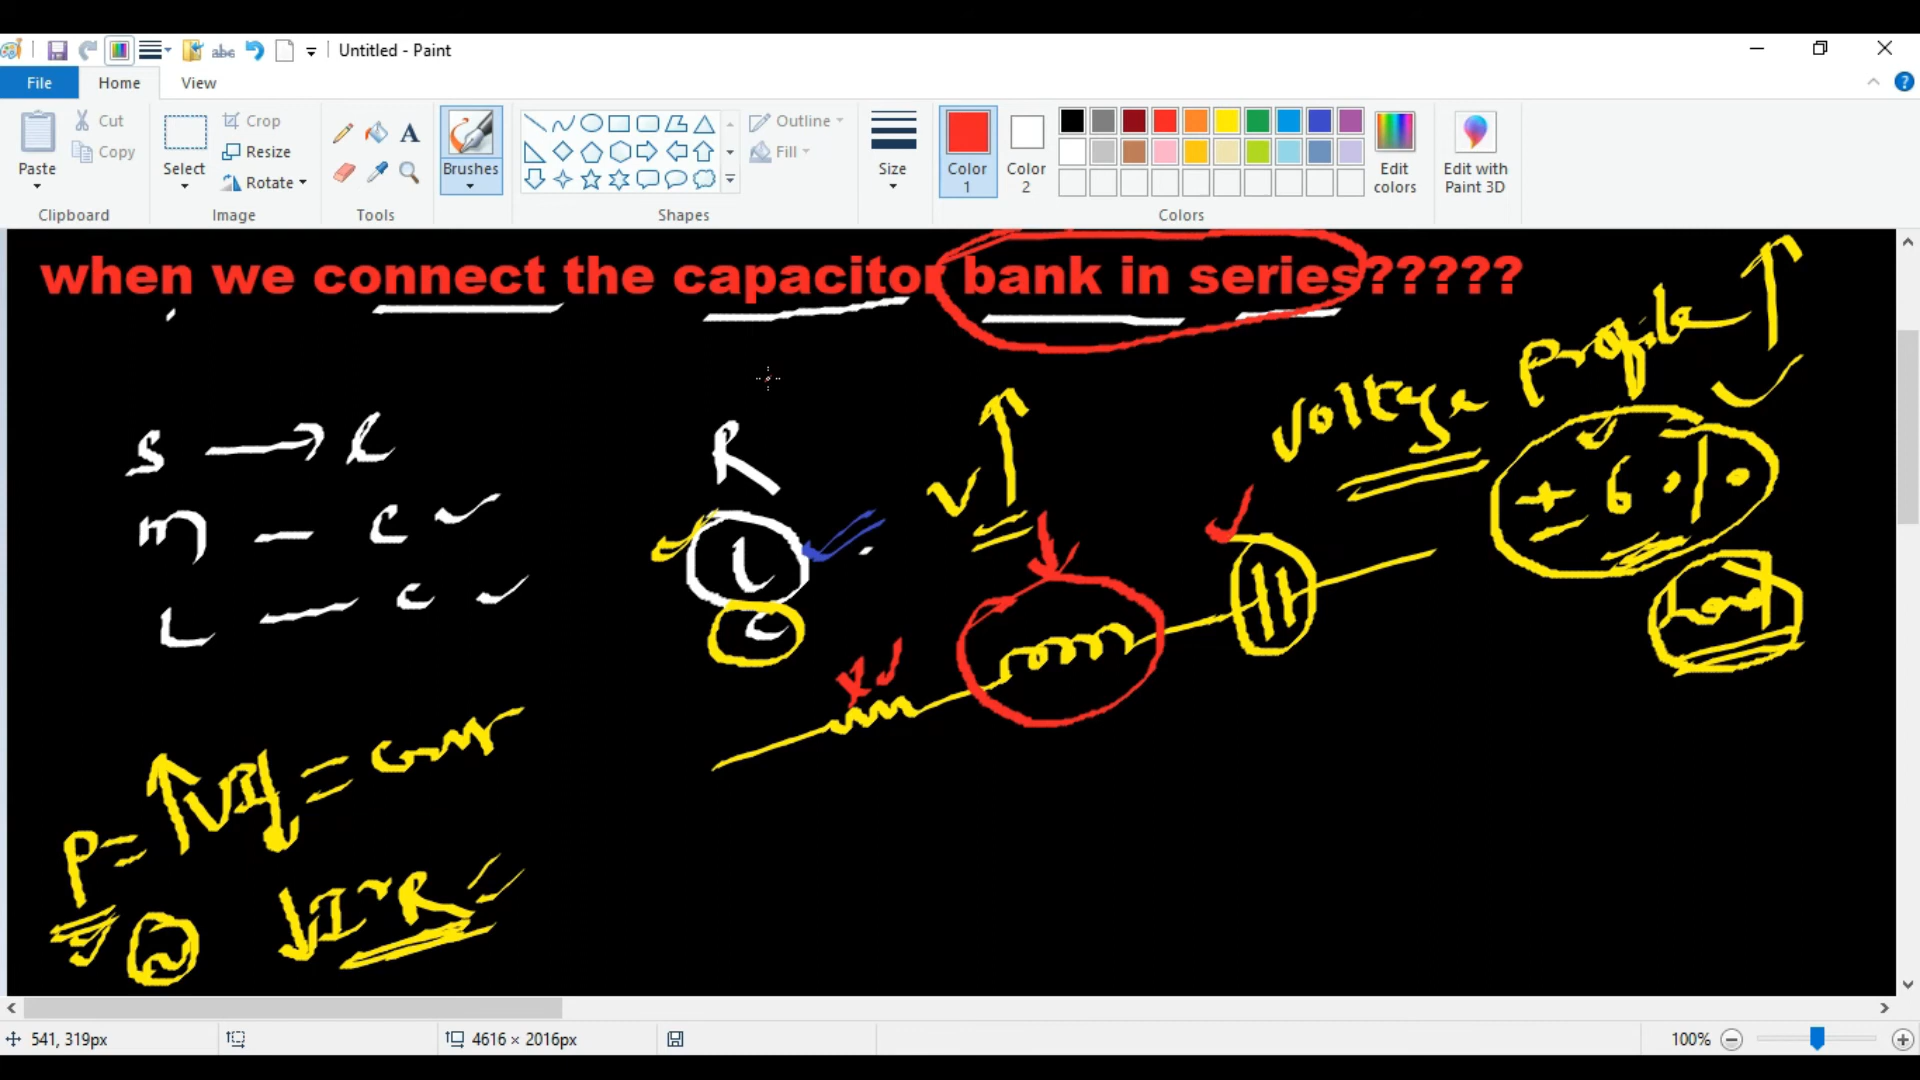 Untitled - Paint
File Home View
Cut
Copy
Paste
Clipboard
Select
Crop
Resize
Rotate
Image
A
Tools
Brushes
Shapes
Outline
Fill
Size
Color 1
Color 2
Edit colors
Edit with Paint 3D
Colors
when we connect the capacitor bank in series?????
Voltage profile ↑
S → L
M - C ✓
L - C ✓
R
L
C
V ↑
± 6 %
P = ↑VI
↓I²R =
541, 319px
4616 × 2016px
100%